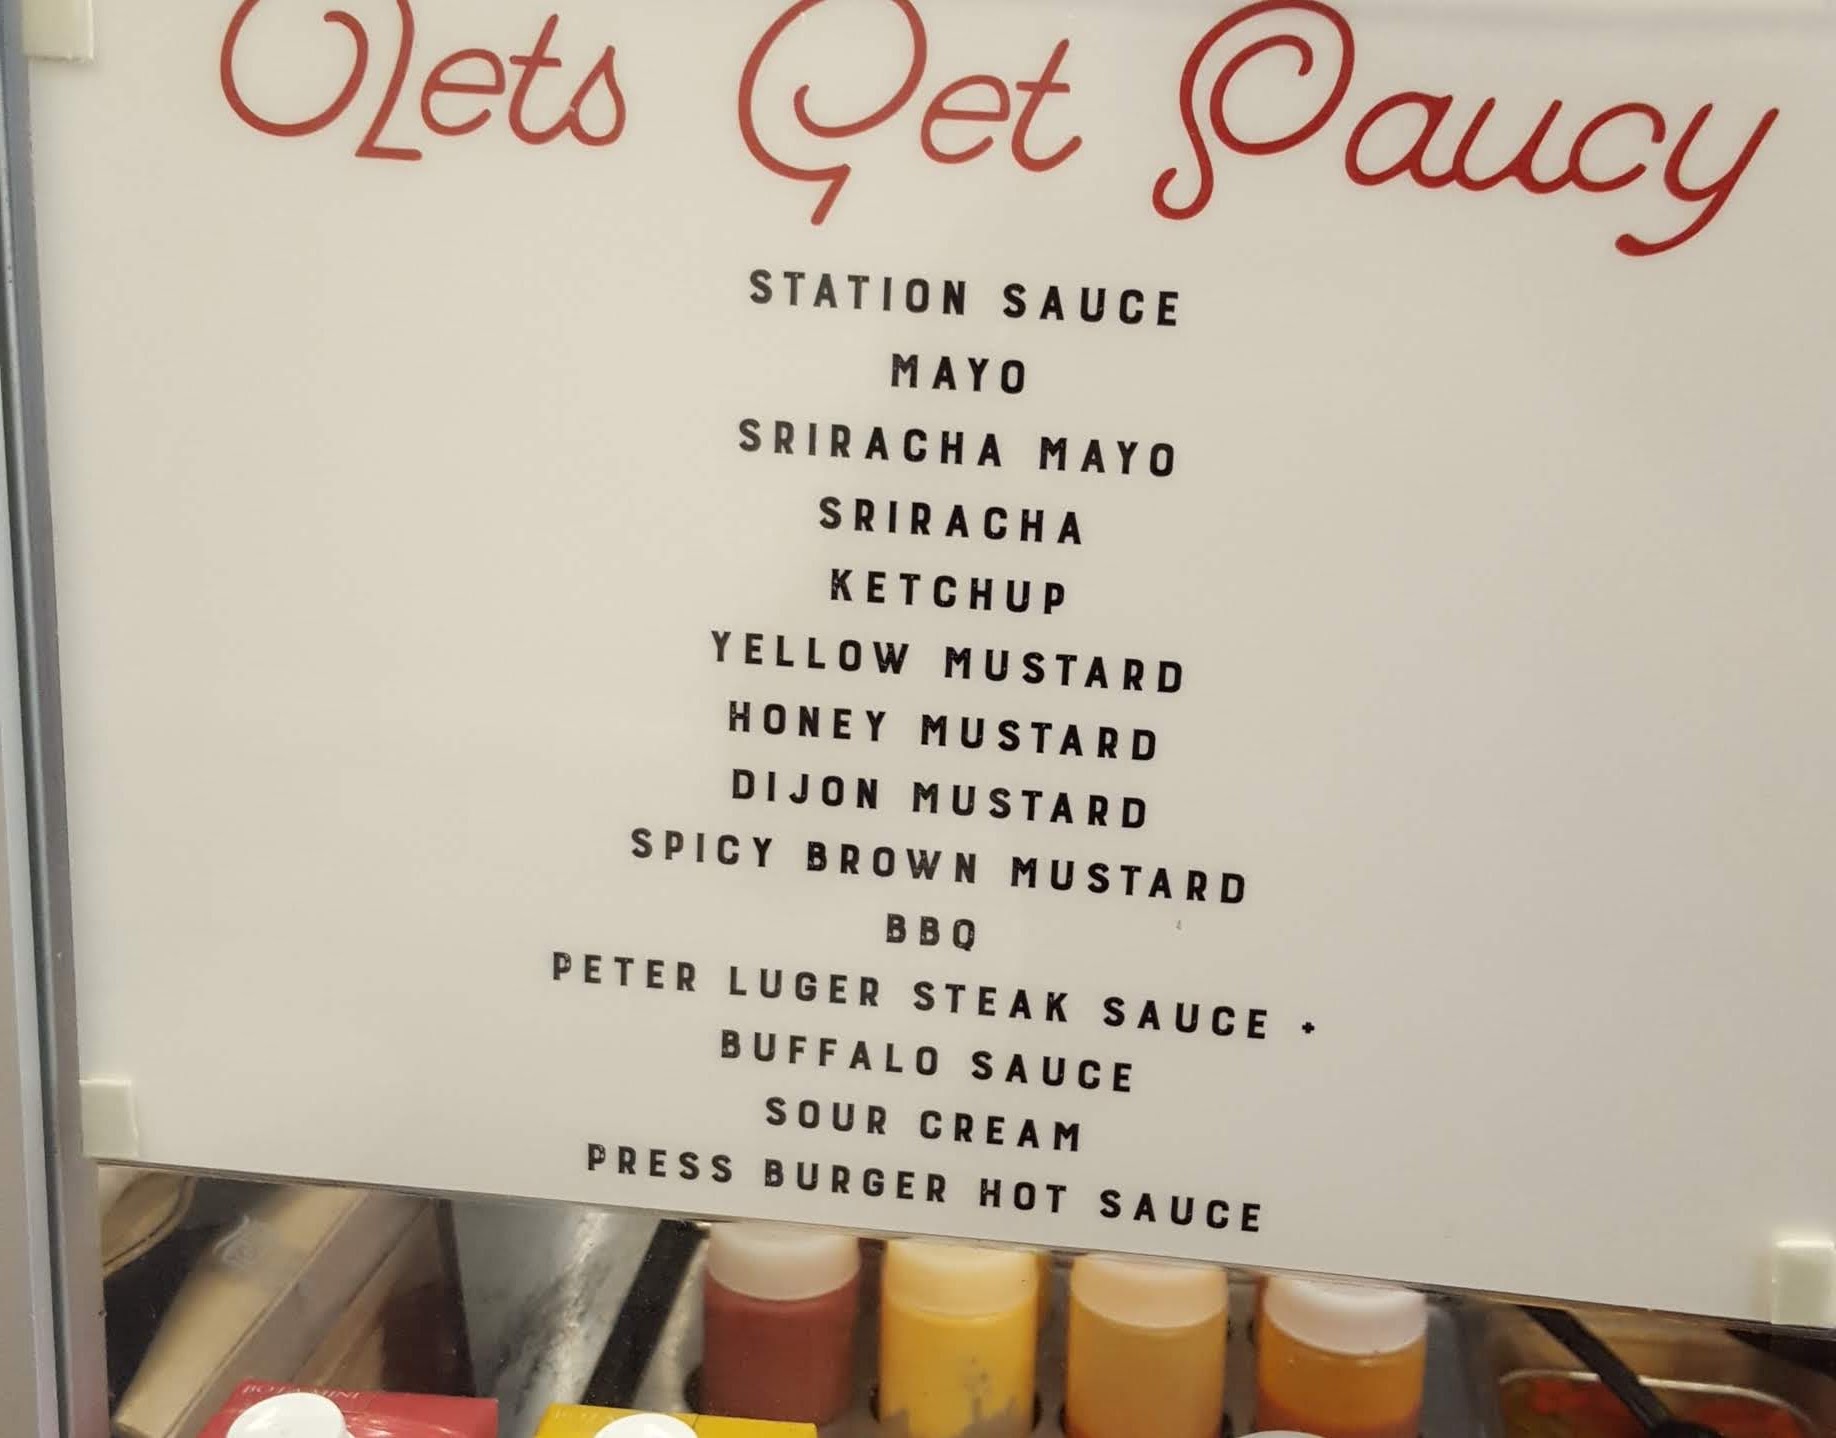 Lets Get Saucy
STATION SAUCE
MAYO
SRIRACHA MAYO
SRIRACHA
KETCHUP
YELLOW MUSTARD
HONEY MUSTARD
DIJON MUSTARD
SPICY BROWN MUSTARD
BBQ
PETER LUGER STEAK SAUCE +
BUFFALO SAUCE
SOUR CREAM
PRESS BURGER HOT SAUCE